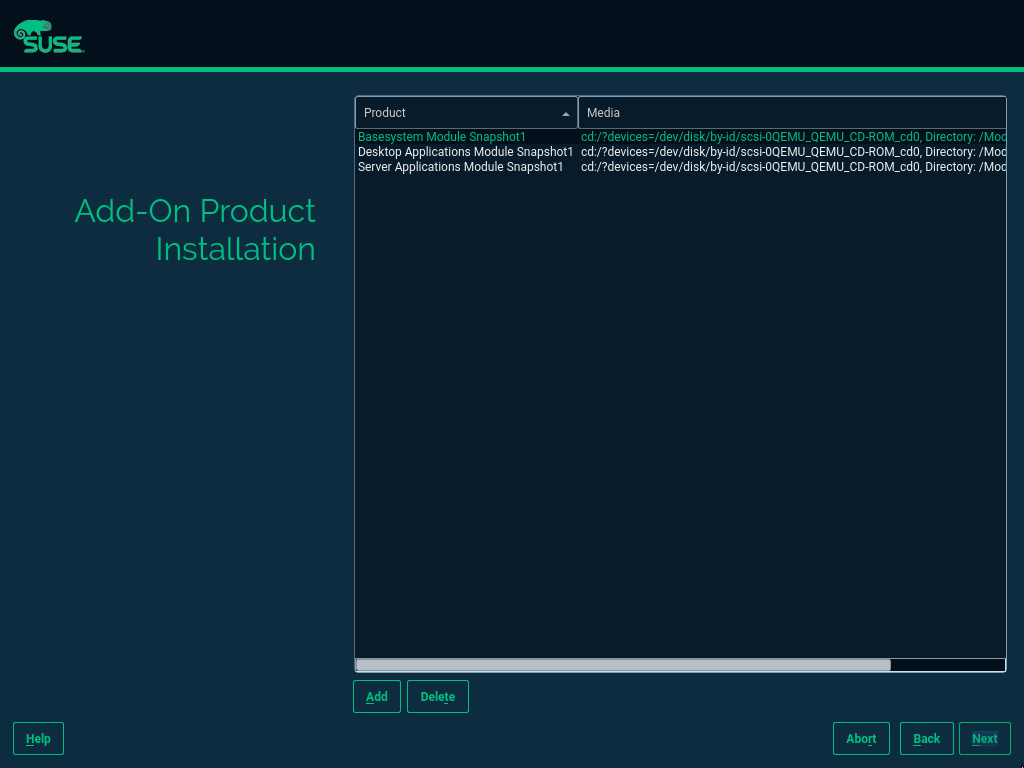 SUSE
Add-On Product
Installation
Product Media
Basesystem Module Snapshot1 cd:/?devices=/dev/disk/by-id/scsi-0QEMU_QEMU_CD-ROM_cd0, Directory: /Mod
Desktop Applications Module Snapshot1 cd:/?devices=/dev/disk/by-id/scsi-0QEMU_QEMU_CD-ROM_cd0, Directory: /Mod
Server Applications Module Snapshot1 cd:/?devices=/dev/disk/by-id/scsi-0QEMU_QEMU_CD-ROM_cd0, Directory: /Mod
Add Delete
Help Abort Back Next